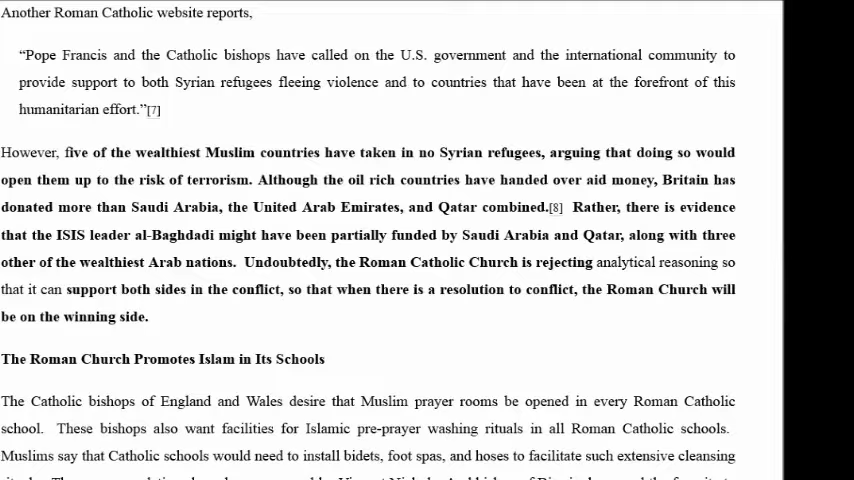 Another Roman Catholic website reports,
“Pope Francis and the Catholic bishops have called on the U.S. government and the international community to
provide support to both Syrian refugees fleeing violence and to countries that have been at the forefront of this
humanitarian effort.”[7]
However, five of the wealthiest Muslim countries have taken in no Syrian refugees, arguing that doing so would
open them up to the risk of terrorism. Although the oil rich countries have handed over aid money, Britain has
donated more than Saudi Arabia, the United Arab Emirates, and Qatar combined.[8] Rather, there is evidence
that the ISIS leader al-Baghdadi might have been partially funded by Saudi Arabia and Qatar, along with three
other of the wealthiest Arab nations. Undoubtedly, the Roman Catholic Church is rejecting analytical reasoning so
that it can support both sides in the conflict, so that when there is a resolution to conflict, the Roman Church will
be on the winning side.
The Roman Church Promotes Islam in Its Schools
The Catholic bishops of England and Wales desire that Muslim prayer rooms be opened in every Roman Catholic
school. These bishops also want facilities for Islamic pre-prayer washing rituals in all Roman Catholic schools.
Muslims say that Catholic schools would need to install bidets, foot spas, and hoses to facilitate such extensive cleansing